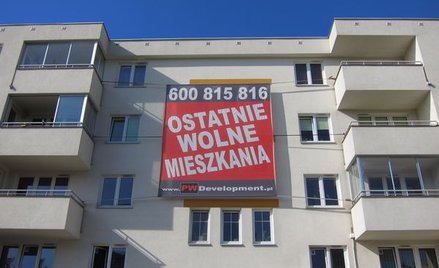 600 815 816
OSTATNIE
WOLNE
MIESZKANIA
www.PWDevelopment.pl